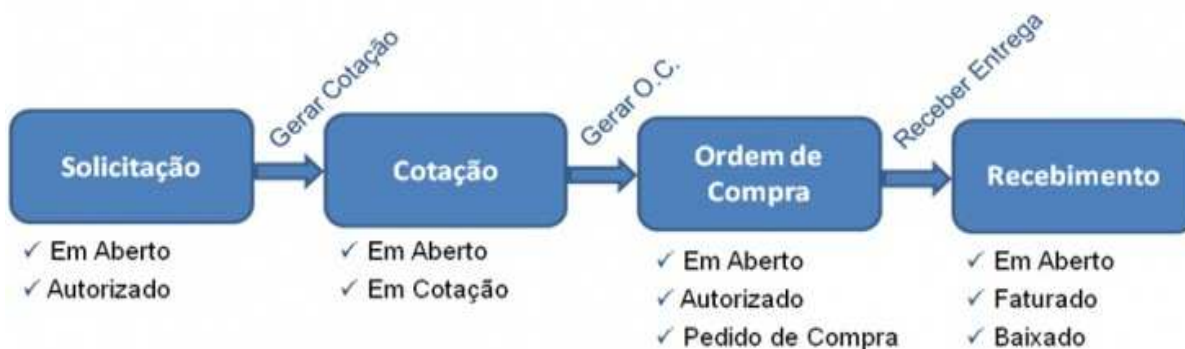 Gerar Cotação
Gerar O.C.
Receber Entrega
Solicitação
Cotação
Ordem de
Compra
Recebimento
✓ Em Aberto
✓ Autorizado
✓ Em Aberto
✓ Em Cotação
✓ Em Aberto
✓ Autorizado
✓ Pedido de Compra
✓ Em Aberto
✓ Faturado
✓ Baixado